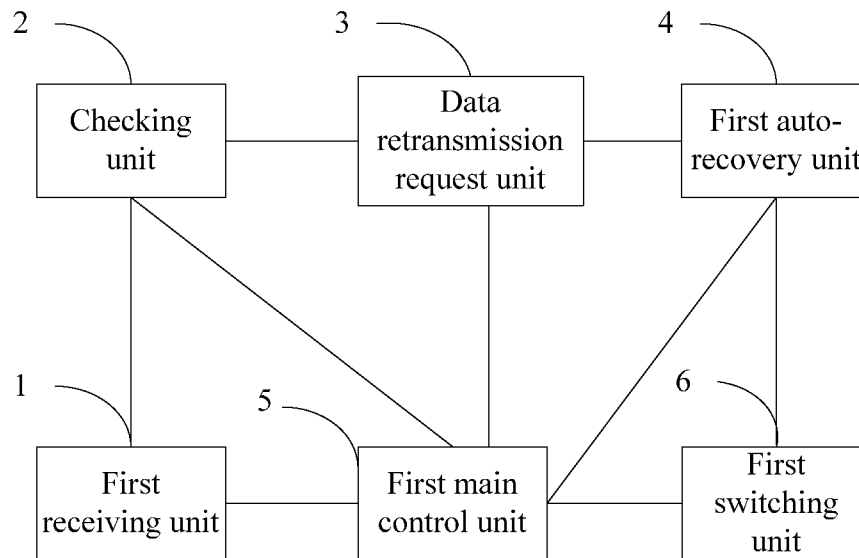 2
3
4
Checking
unit
Data
retransmission
request unit
First auto-
recovery unit
1
5
6
First
receiving unit
First main
control unit
First
switching
unit